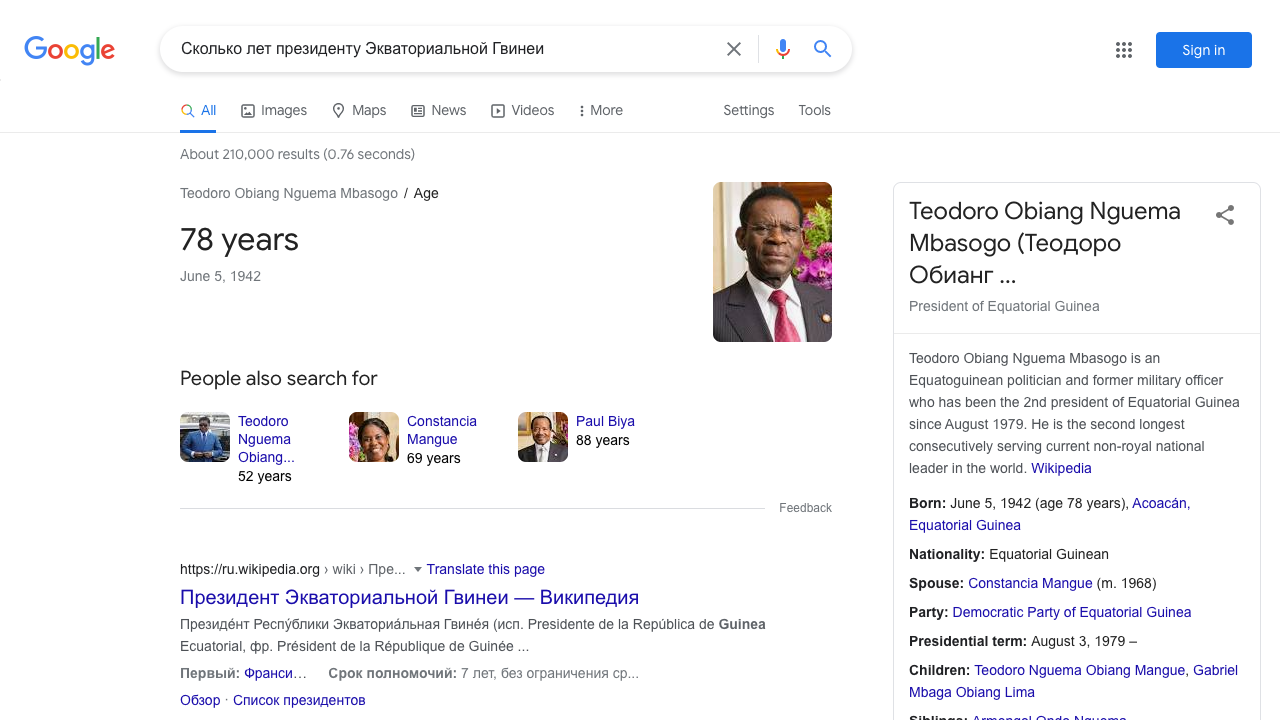 Google
Сколько лет президенту Экваториальной Гвинеи
Sign in
All
Images
Maps
News
Videos
More
Settings
Tools
About 210,000 results (0.76 seconds)
Teodoro Obiang Nguema Mbasogo / Age
78 years
June 5, 1942
People also search for
Teodoro
Nguema
Obiang...
52 years
Constancia
Mangue
69 years
Paul Biya
88 years
Feedback
https://ru.wikipedia.org › wiki › Пре... Translate this page
Президент Экваториальной Гвинеи — Википедия
Президе́нт Респу́блики Экваториа́льная Гвине́я (исп. Presidente de la República de Guinea
Ecuatorial, фр. Président de la République de Guinée ...
Первый: Франси… Срок полномочий: 7 лет, без ограничения ср...
Обзор · Список президентов
Teodoro Obiang Nguema
Mbasogo (Теодоро
Обианг ...
President of Equatorial Guinea
Teodoro Obiang Nguema Mbasogo is an
Equatoguinean politician and former military officer
who has been the 2nd president of Equatorial Guinea
since August 1979. He is the second longest
consecutively serving current non-royal national
leader in the world. Wikipedia
Born: June 5, 1942 (age 78 years), Acoacán,
Equatorial Guinea
Nationality: Equatorial Guinean
Spouse: Constancia Mangue (m. 1968)
Party: Democratic Party of Equatorial Guinea
Presidential term: August 3, 1979 –
Children: Teodoro Nguema Obiang Mangue, Gabriel
Mbaga Obiang Lima
Siblings: Armengol Ondo Nguema